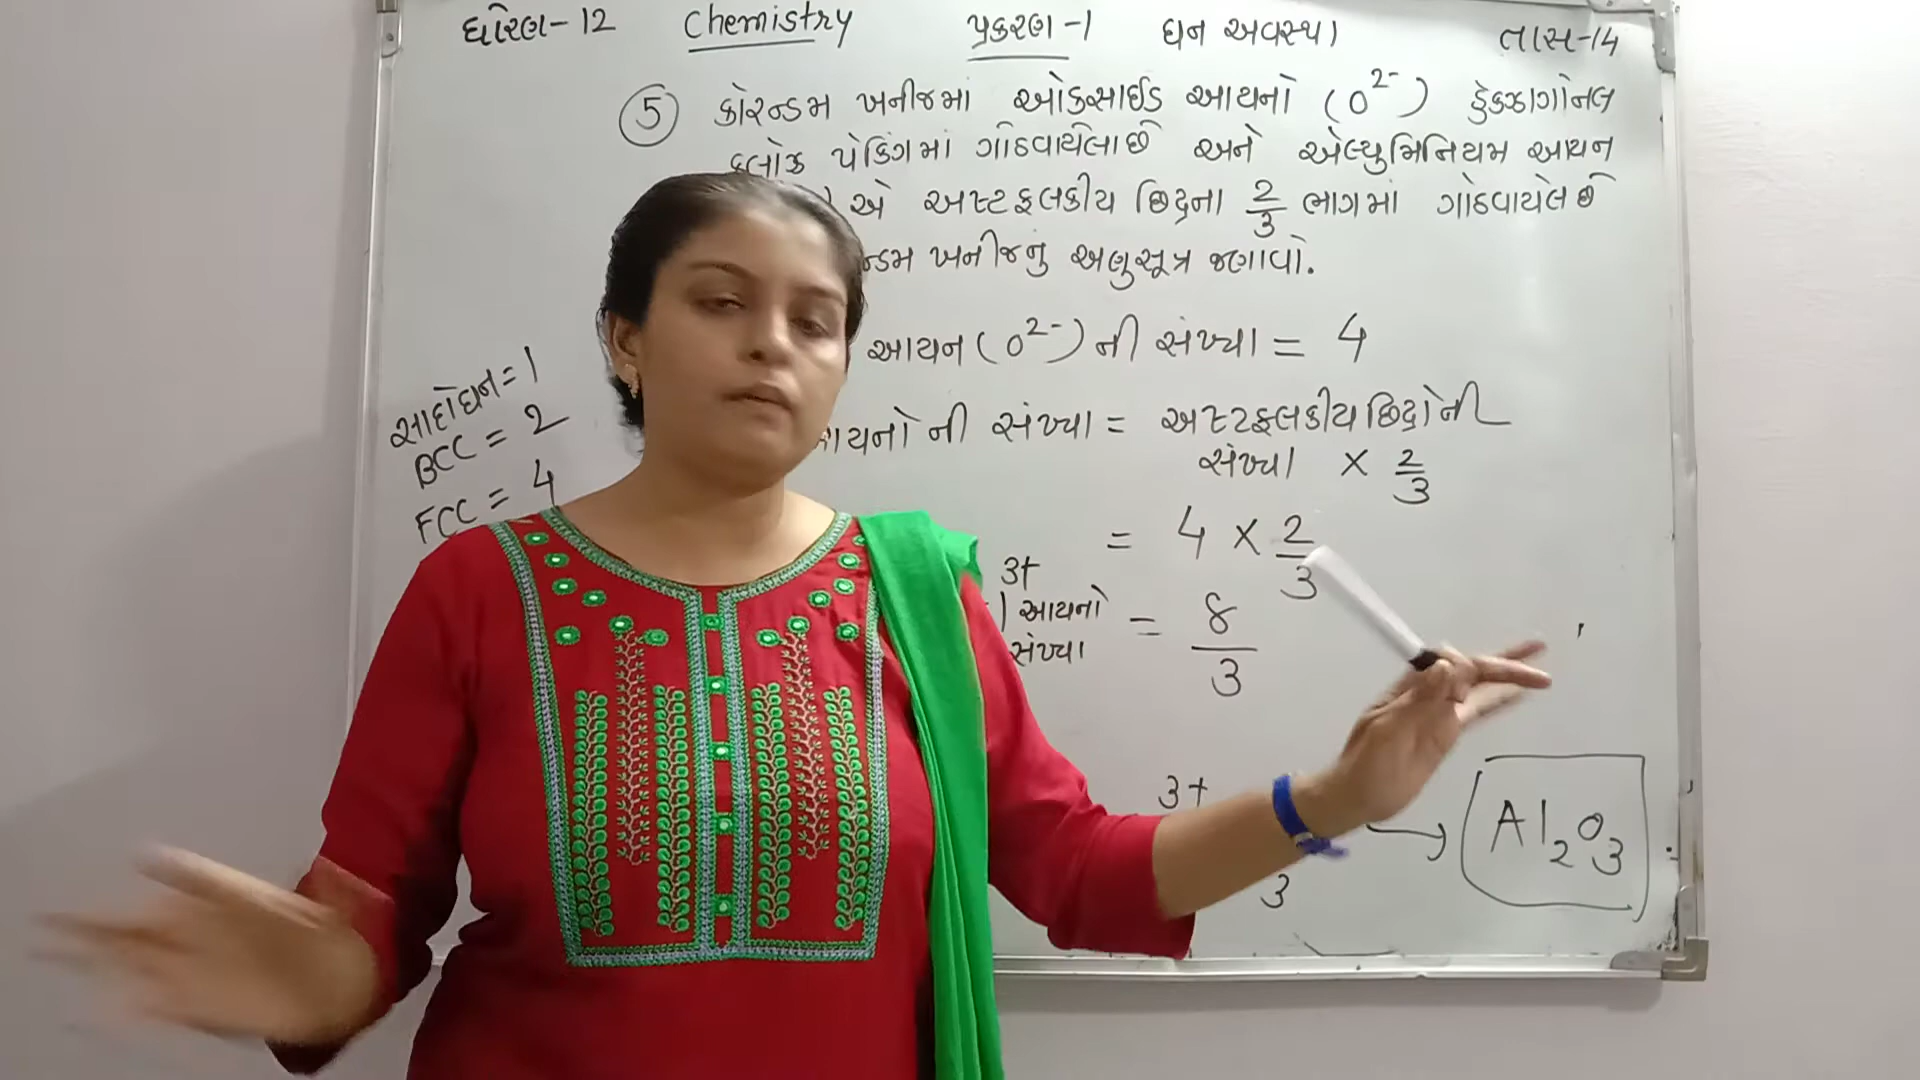 ધોરણ-12 Chemistry પ્રકરણ-1 ઘન અવસ્થા તાસ-14
5 કોરન્ડમ ખનીજમાં ઓકસાઈડ આયનો (O²⁻) હેકઝાગોનલ
કલોઝ પેકિંગમાં ગોઠવાયેલા છે અને એલ્યુમિનિયમ આયન
એ અષ્ટફલકીય છિદ્રના 2/3 ભાગમાં ગોઠવાયેલ છે
ખનીજનું અણુસૂત્ર જણાવો.
આયન (O²⁻) ની સંખ્યા = 4
ની સંખ્યા = અષ્ટફલકીય છિદ્રોની
સંખ્યા × 2/3
= 4 × 2/3
3+
આયનો = 8/3
સંખ્યા
સાદોઘન = 1
BCC = 2
FCC = 4
3+
3
Al₂O₃